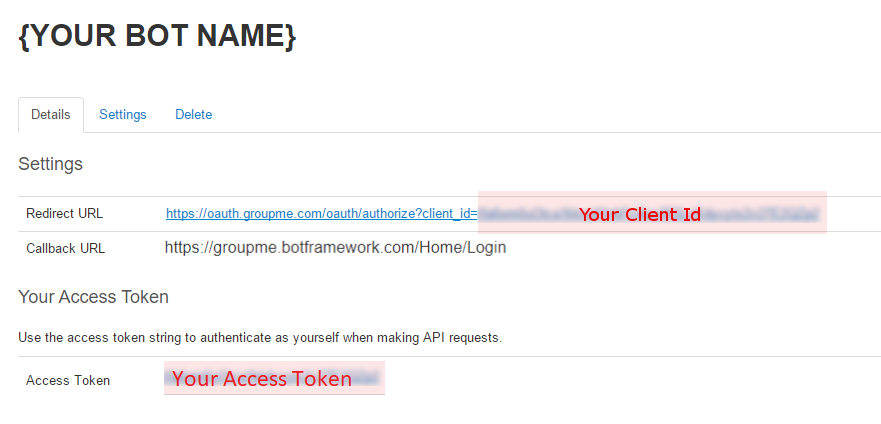 {YOUR BOT NAME}
Details Settings Delete
Settings
Redirect URL https://oauth.groupme.com/oauth/authorize?client_id= Your Client Id
Callback URL https://groupme.botframework.com/Home/Login
Your Access Token
Use the access token string to authenticate as yourself when making API requests.
Access Token Your Access Token